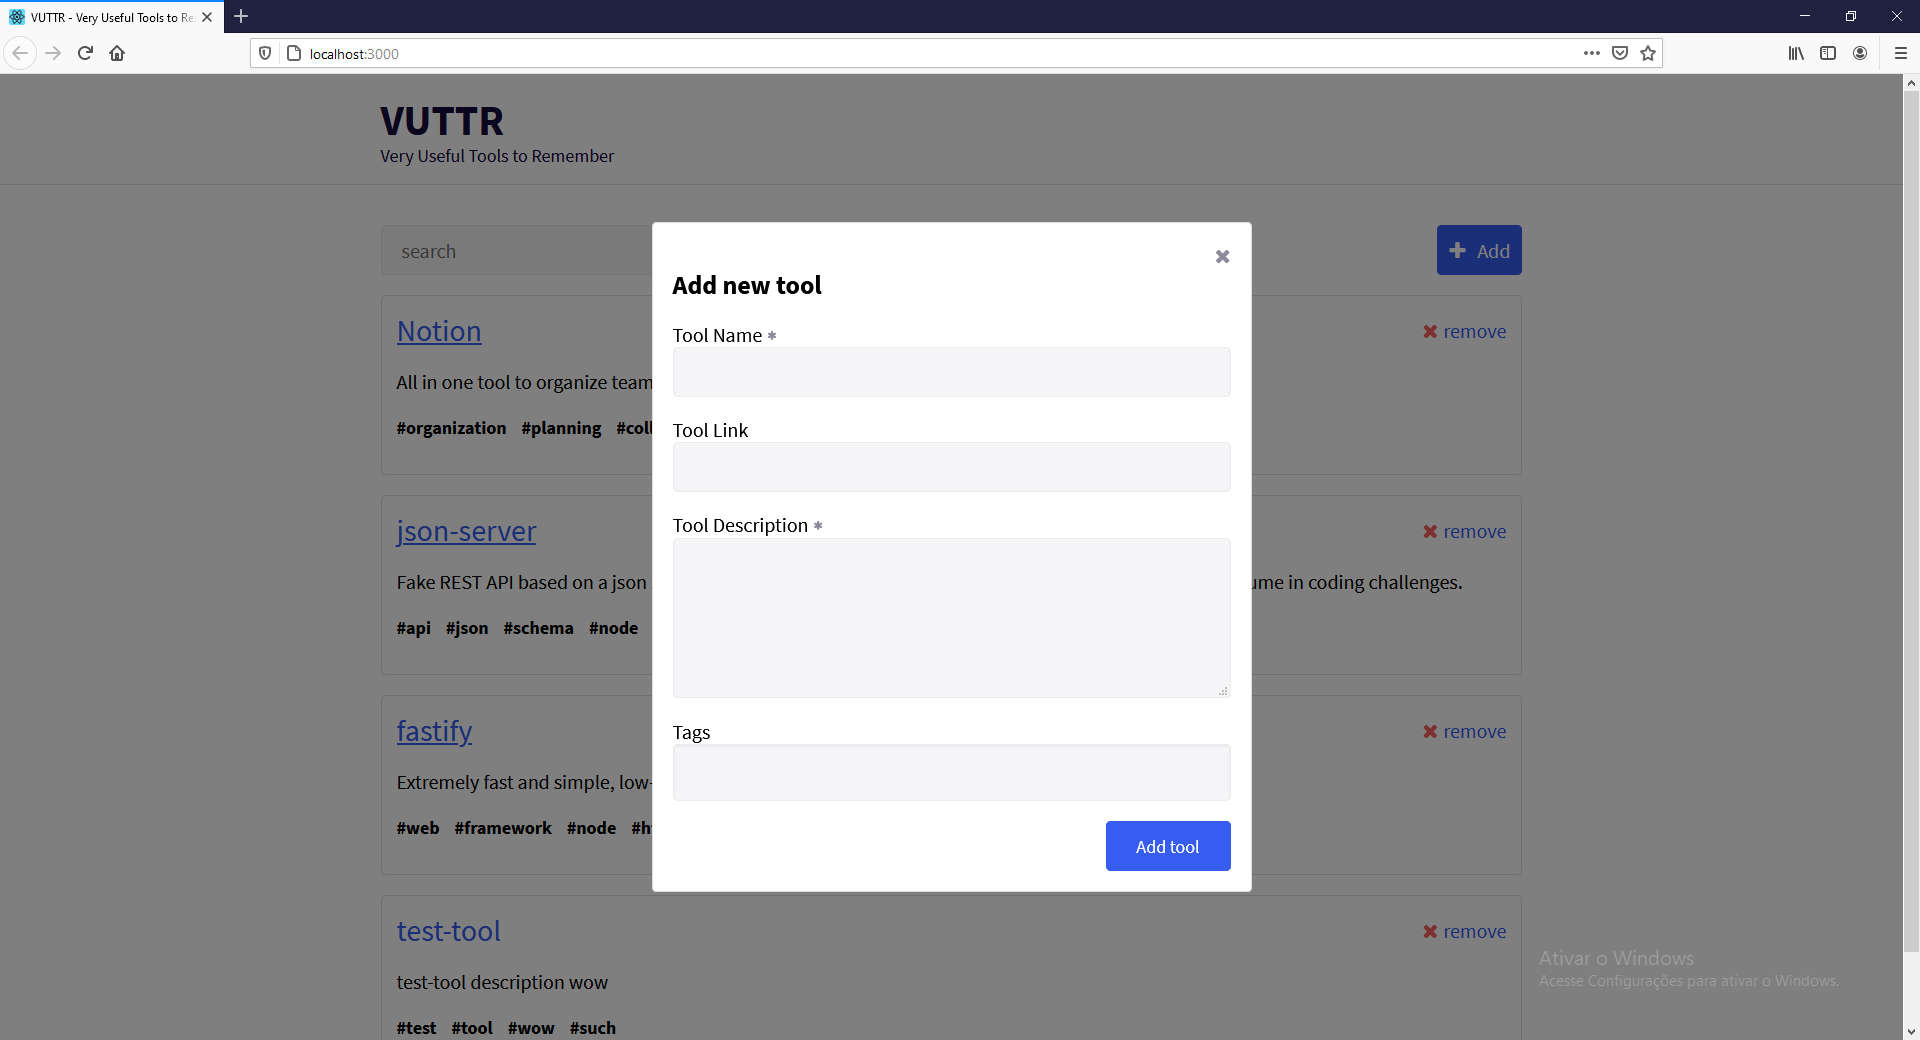 VUTTR - Very Useful Tools to Re
localhost:3000
VUTTR
Very Useful Tools to Remember
search
Add
Add new tool
Tool Name *
Tool Link
Tool Description *
Tags
Add tool
Notion
remove
All in one tool to organize team
#organization #planning #coll
json-server
remove
Fake REST API based on a json
ume in coding challenges.
#api #json #schema #node
fastify
remove
Extremely fast and simple, low-
#web #framework #node #h
test-tool
remove
test-tool description wow
#test #tool #wow #such
Ativar o Windows
Acesse Configurações para ativar o Windows.